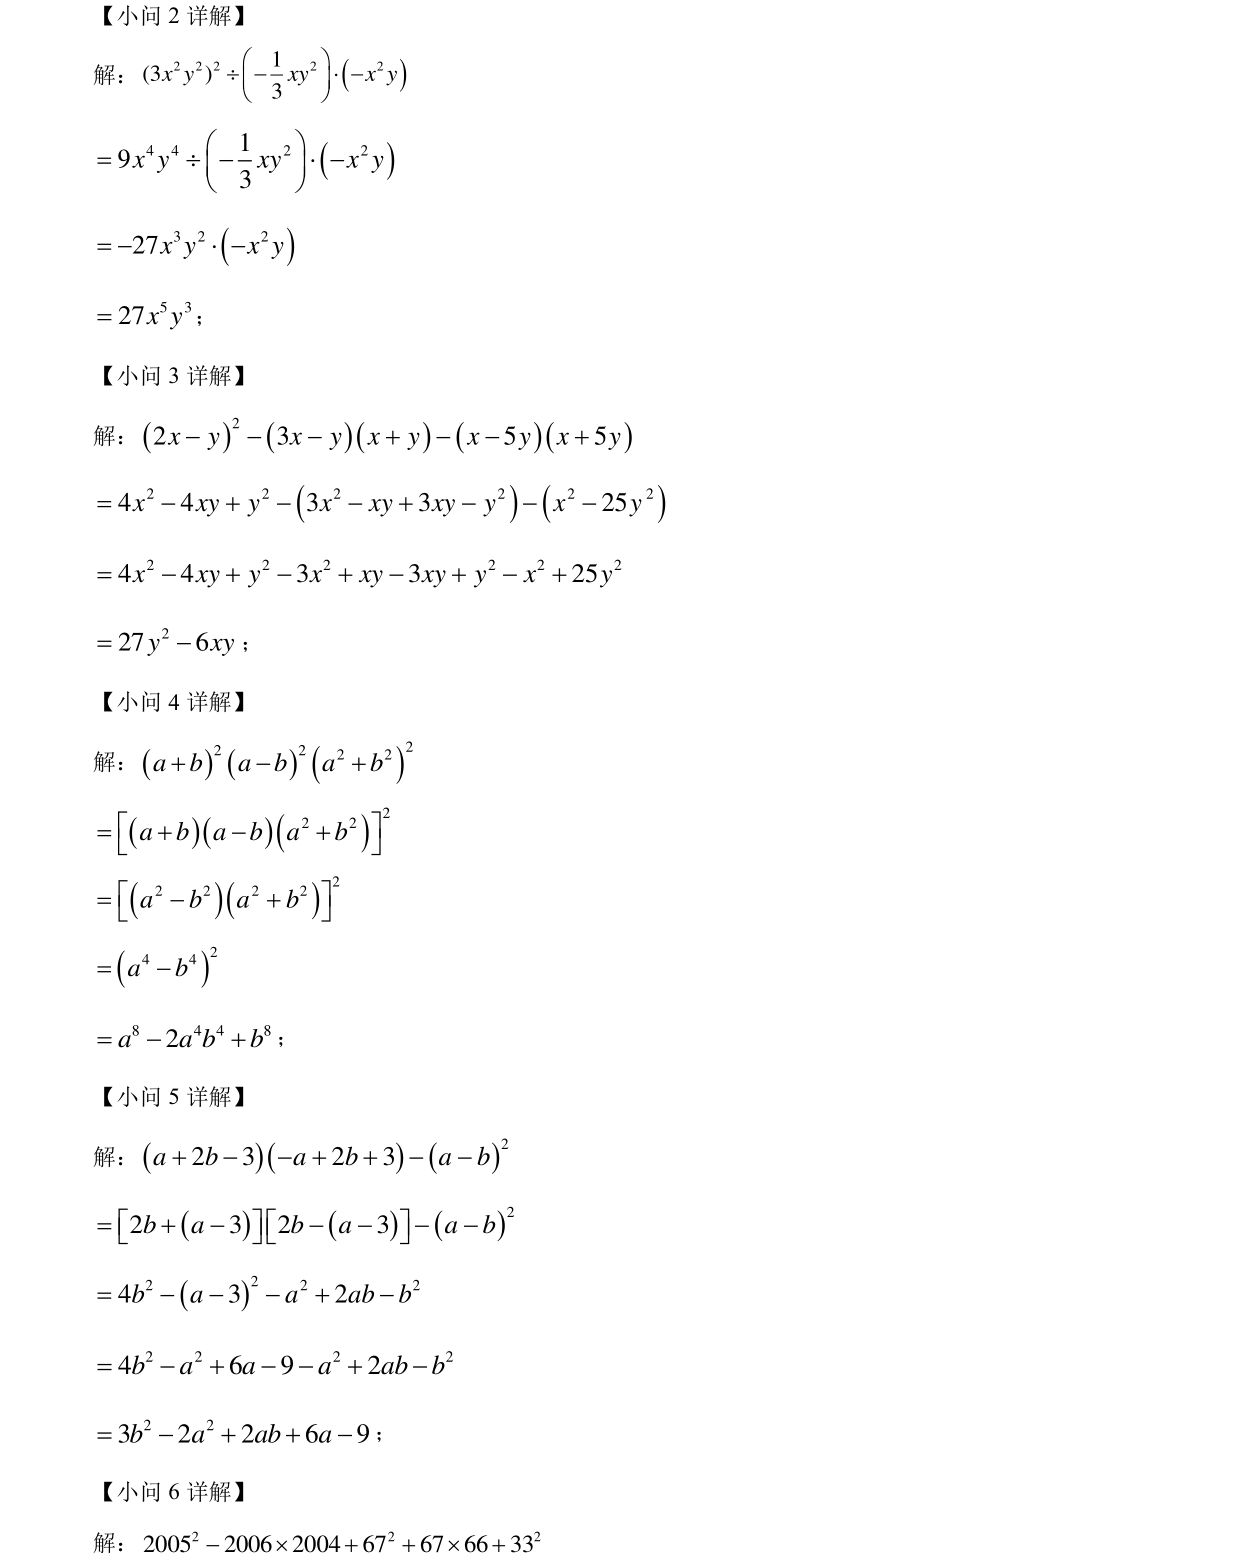 【小问 2 详解】
解：(3x²y²)²÷(−1/3xy²)·(−x²y)
=9x⁴y⁴÷(−1/3xy²)·(−x²y)
=−27x³y²·(−x²y)
=27x⁵y³；
【小问 3 详解】
解：(2x−y)²−(3x−y)(x+y)−(x−5y)(x+5y)
=4x²−4xy+y²−(3x²−xy+3xy−y²)−(x²−25y²)
=4x²−4xy+y²−3x²+xy−3xy+y²−x²+25y²
=27y²−6xy；
【小问 4 详解】
解：(a+b)²(a−b)²(a²+b²)²
=[(a+b)(a−b)(a²+b²)]²
=[(a²−b²)(a²+b²)]²
=(a⁴−b⁴)²
=a⁸−2a⁴b⁴+b⁸；
【小问 5 详解】
解：(a+2b−3)(−a+2b+3)−(a−b)²
=[2b+(a−3)][2b−(a−3)]−(a−b)²
=4b²−(a−3)²−a²+2ab−b²
=4b²−a²+6a−9−a²+2ab−b²
=3b²−2a²+2ab+6a−9；
【小问 6 详解】
解：2005²−2006×2004+67²+67×66+33²